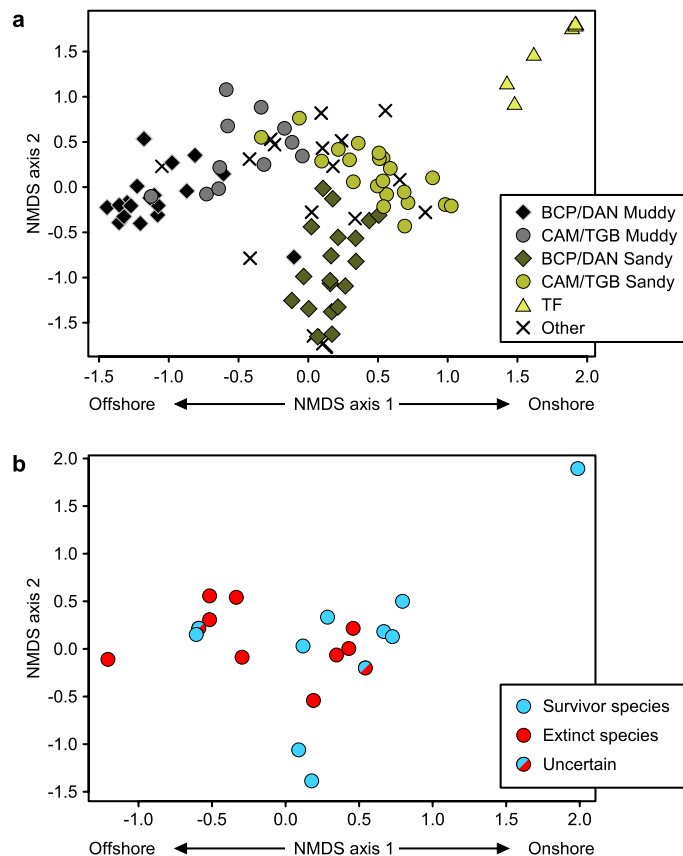 a
NMDS axis 2
1.5
1.0
0.5
0.0
-0.5
-1.0
-1.5
BCP/DAN Muddy
CAM/TGB Muddy
BCP/DAN Sandy
CAM/TGB Sandy
TF
Other
-1.5 -1.0 -0.5 0.0 0.5 1.0 1.5 2.0
Offshore NMDS axis 1 Onshore
b
NMDS axis 2
2.0
1.5
1.0
0.5
0.0
-0.5
-1.0
-1.5
Survivor species
Extinct species
Uncertain
-1.0 -0.5 0.0 0.5 1.0 1.5 2.0
Offshore NMDS axis 1 Onshore